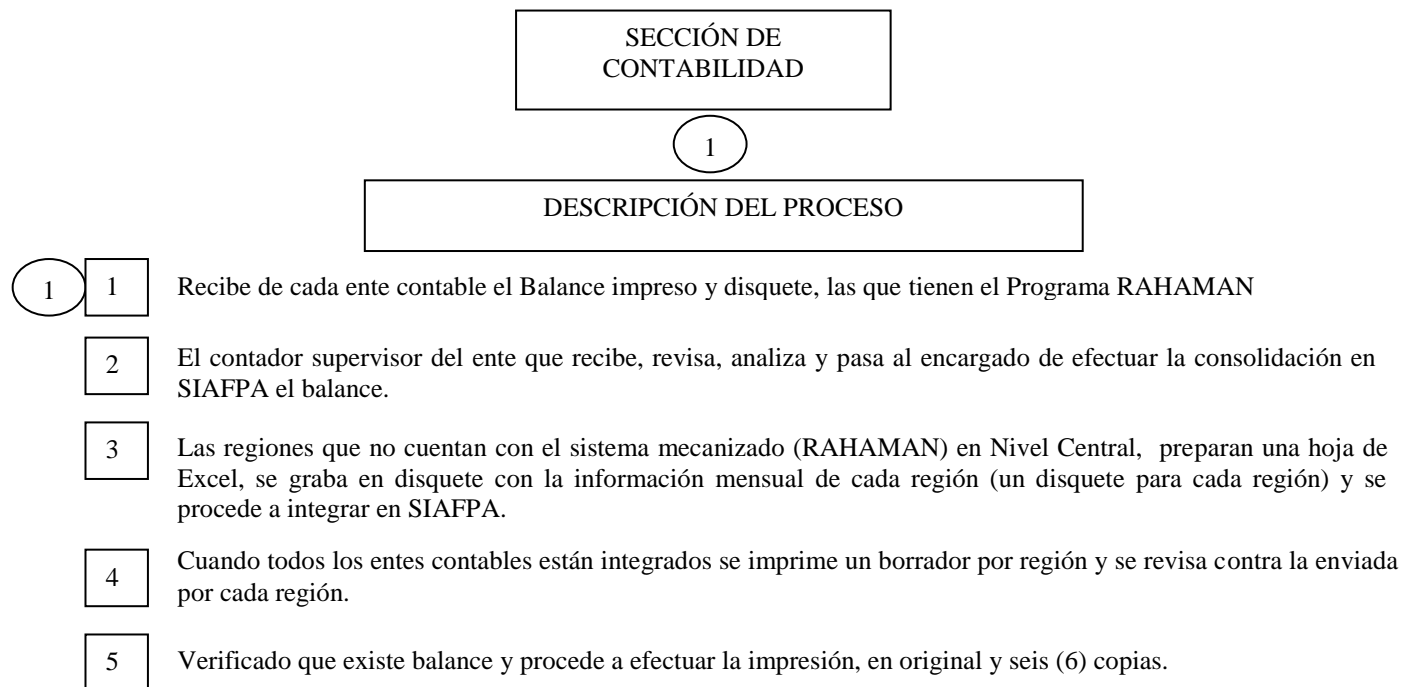 SECCIÓN DE
CONTABILIDAD
1
DESCRIPCIÓN DEL PROCESO
1 1 Recibe de cada ente contable el Balance impreso y disquete, las que tienen el Programa RAHAMAN
2 El contador supervisor del ente que recibe, revisa, analiza y pasa al encargado de efectuar la consolidación en
SIAFPA el balance.
3 Las regiones que no cuentan con el sistema mecanizado (RAHAMAN) en Nivel Central, preparan una hoja de
Excel, se graba en disquete con la información mensual de cada región (un disquete para cada región) y se
procede a integrar en SIAFPA.
4 Cuando todos los entes contables están integrados se imprime un borrador por región y se revisa contra la enviada
por cada región.
5 Verificado que existe balance y procede a efectuar la impresión, en original y seis (6) copias.